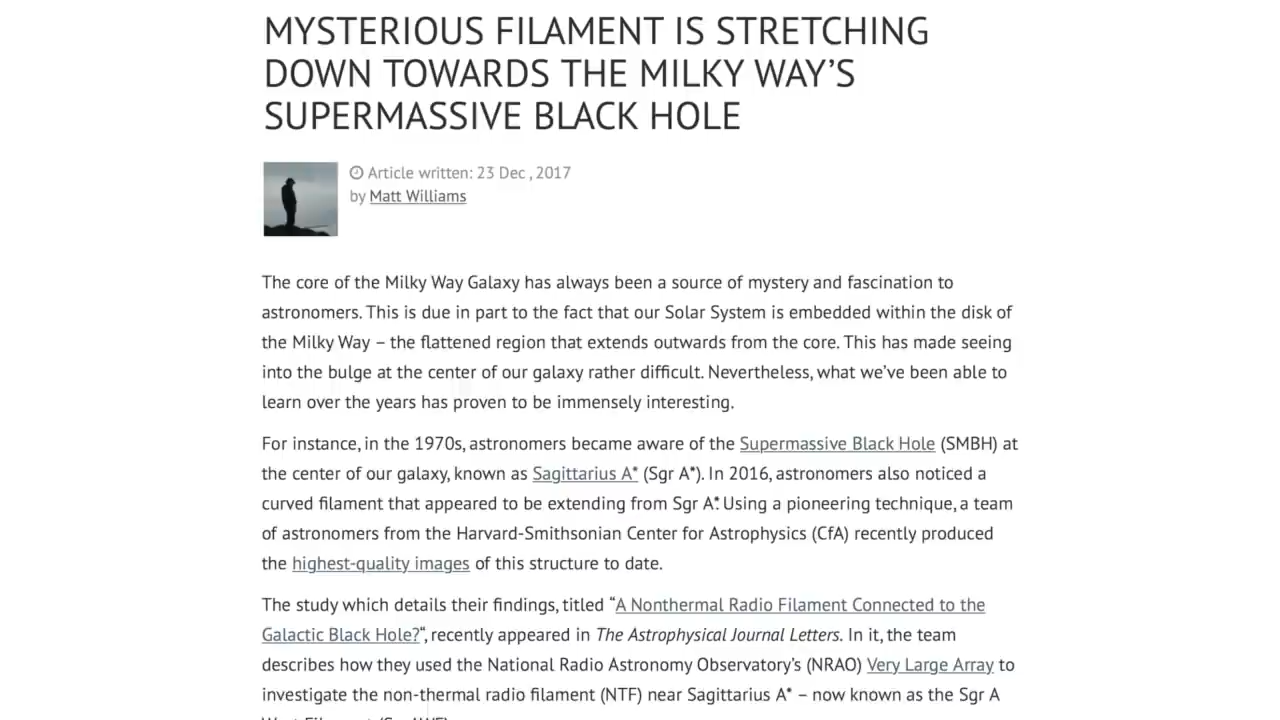 MYSTERIOUS FILAMENT IS STRETCHING
DOWN TOWARDS THE MILKY WAY’S
SUPERMASSIVE BLACK HOLE
Article written: 23 Dec , 2017
by Matt Williams
The core of the Milky Way Galaxy has always been a source of mystery and fascination to
astronomers. This is due in part to the fact that our Solar System is embedded within the disk of
the Milky Way – the flattened region that extends outwards from the core. This has made seeing
into the bulge at the center of our galaxy rather difficult. Nevertheless, what we’ve been able to
learn over the years has proven to be immensely interesting.
For instance, in the 1970s, astronomers became aware of the Supermassive Black Hole (SMBH) at
the center of our galaxy, known as Sagittarius A* (Sgr A*). In 2016, astronomers also noticed a
curved filament that appeared to be extending from Sgr A*. Using a pioneering technique, a team
of astronomers from the Harvard-Smithsonian Center for Astrophysics (CfA) recently produced
the highest-quality images of this structure to date.
The study which details their findings, titled “A Nonthermal Radio Filament Connected to the
Galactic Black Hole?“, recently appeared in The Astrophysical Journal Letters. In it, the team
describes how they used the National Radio Astronomy Observatory’s (NRAO) Very Large Array to
investigate the non-thermal radio filament (NTF) near Sagittarius A* – now known as the Sgr A